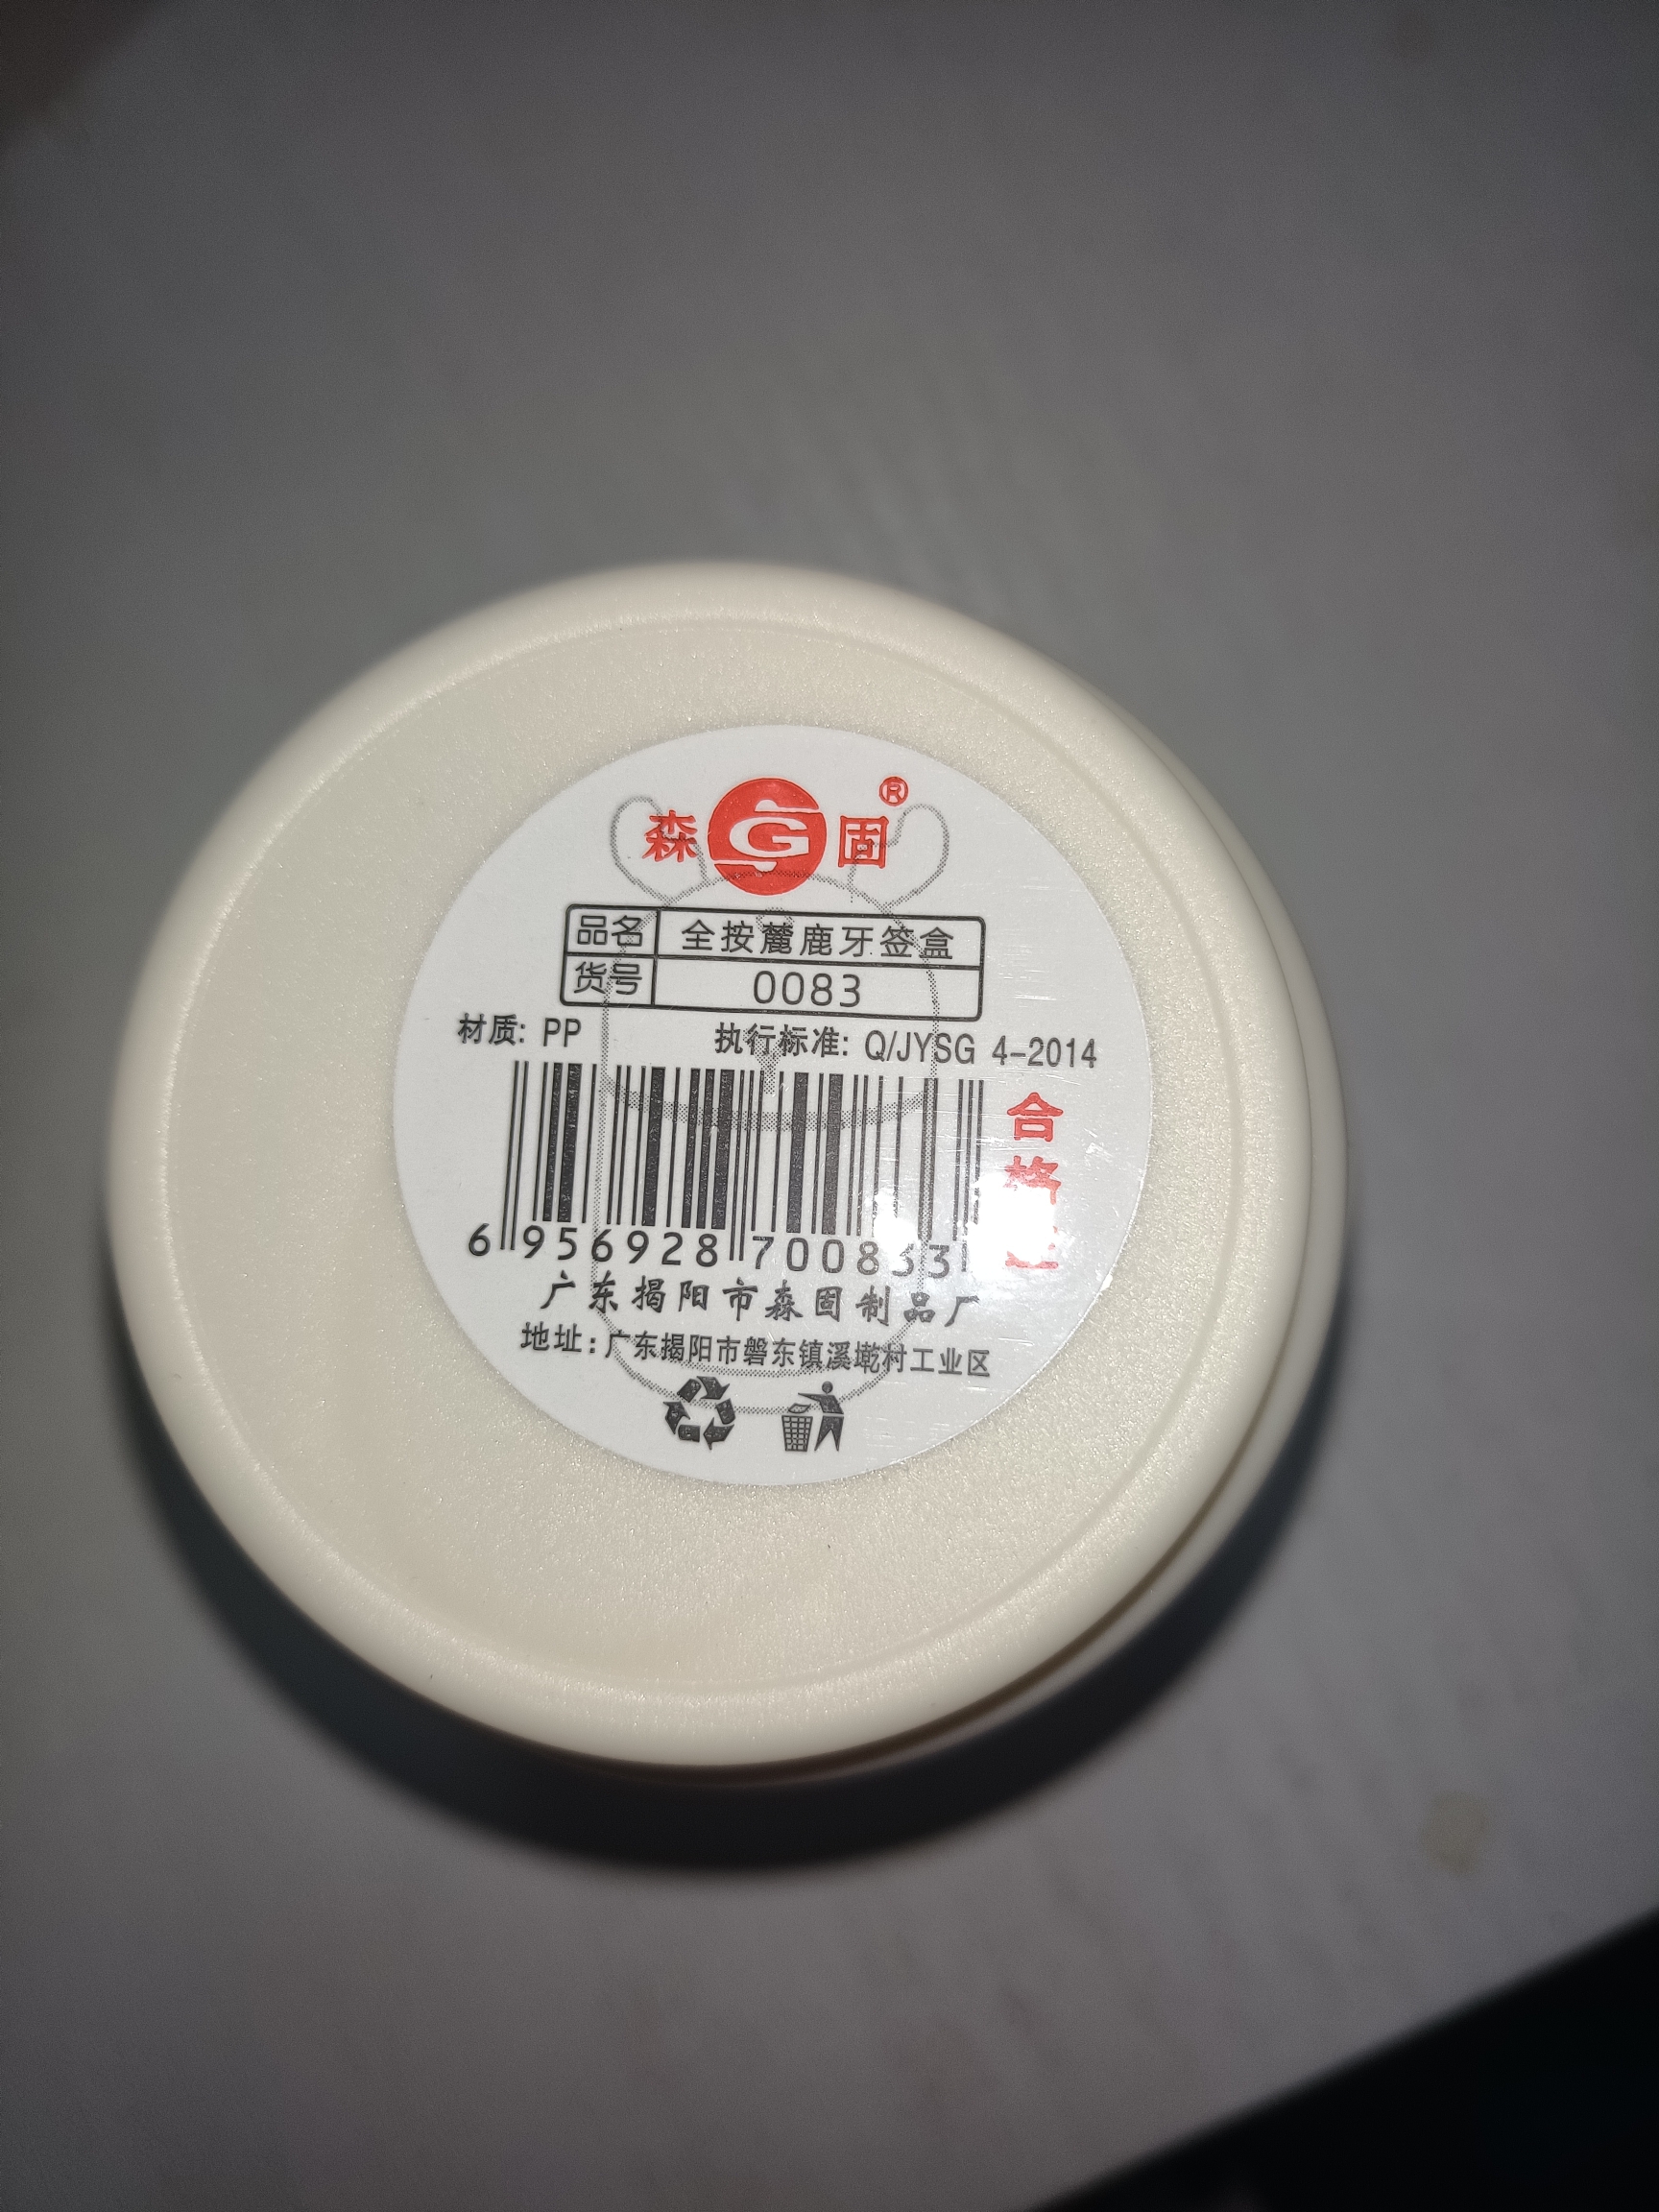 森 G 固 ®
品名 全按麓鹿牙签盒
货号 0083
材质: PP 执行标准: Q/JYSG 4-2014
合格
6 956928 700833
广东揭阳市森固制品厂
地址:广东揭阳市磐东镇溪墘村工业区